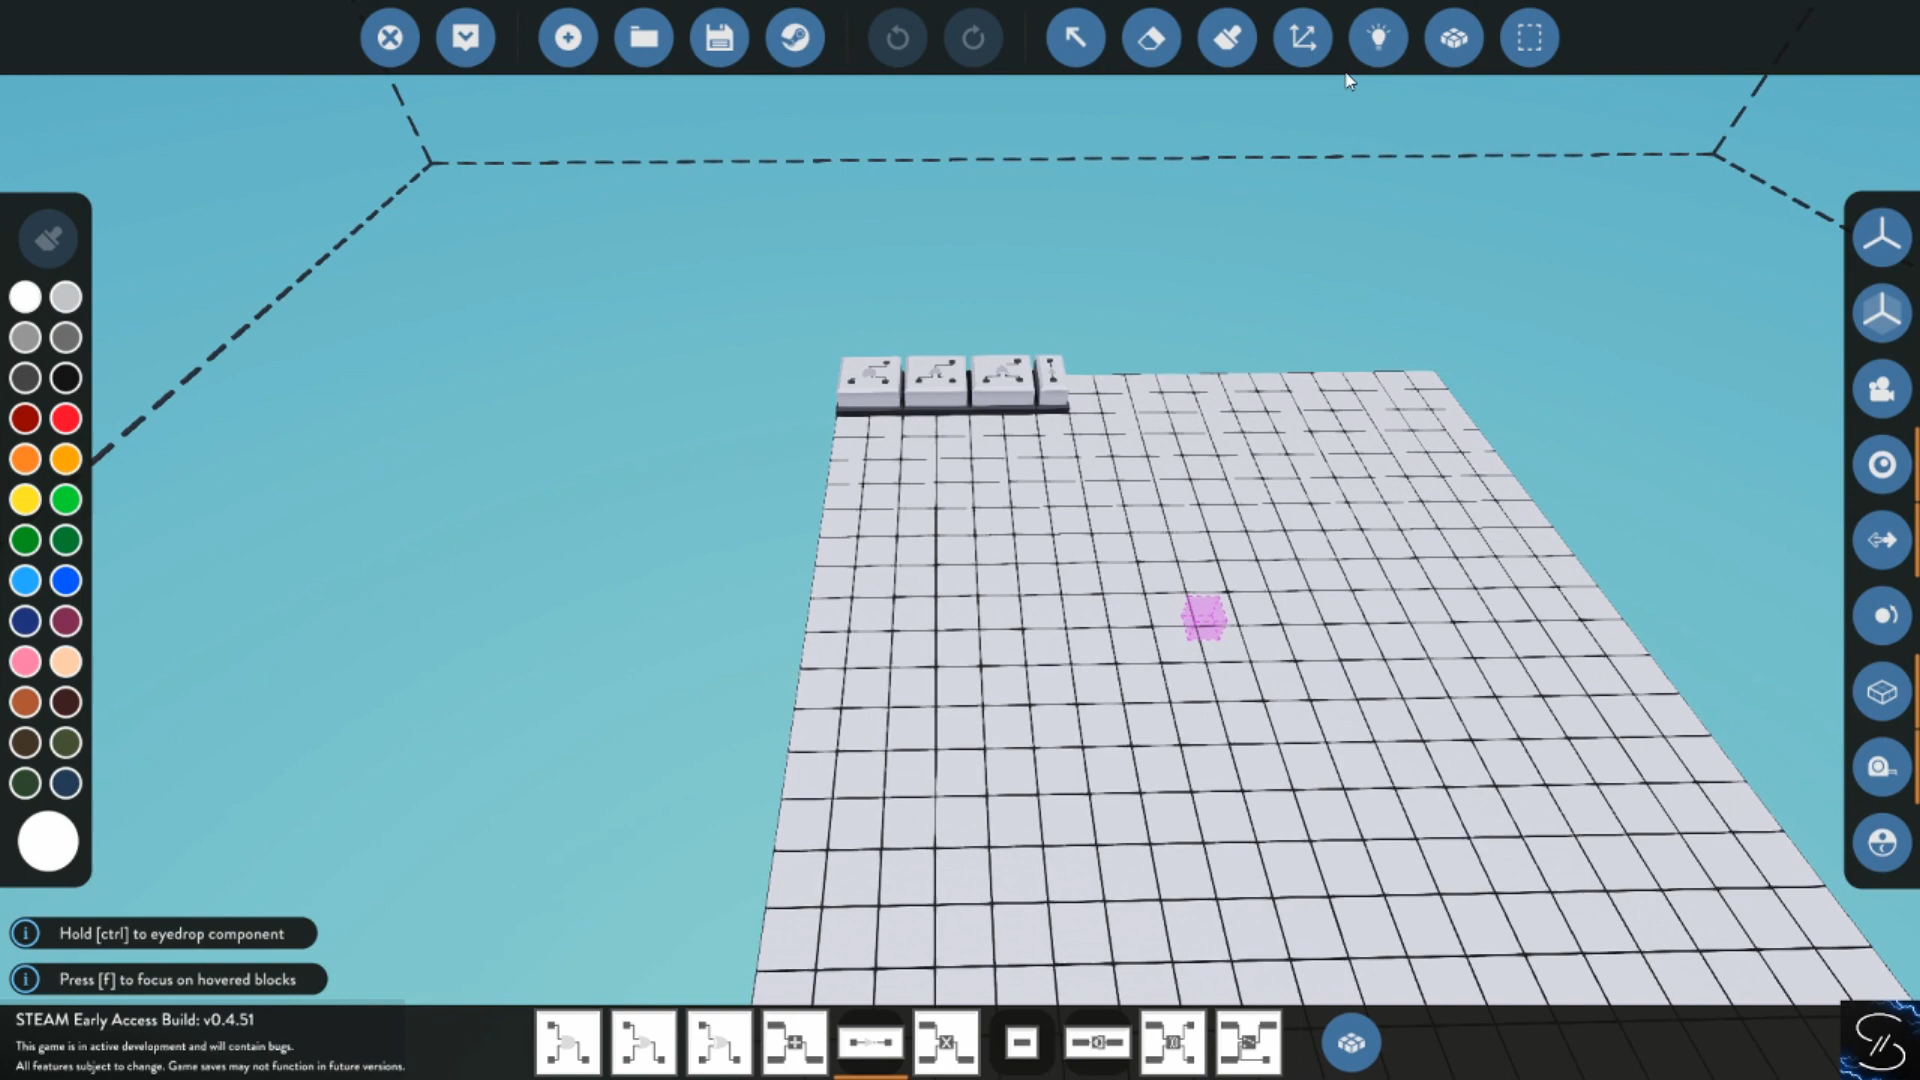 Hold [ctrl] to eyedrop component
Press [f] to focus on hovered blocks
STEAM Early Access Build: v0.4.51
This game is in active development and will contain bugs.
All features subject to change. Game saves may not function in future versions.